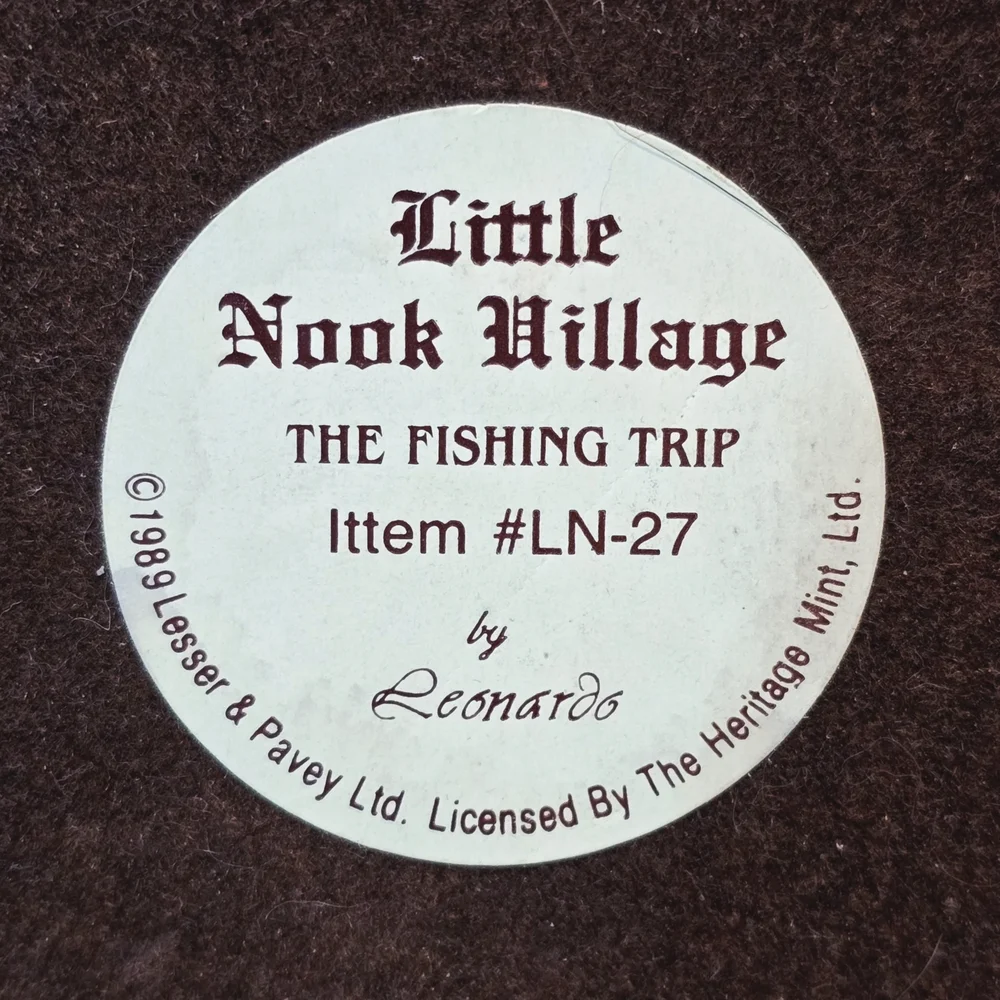 Little
Nook Village
THE FISHING TRIP
Ittem #LN-27
by
Leonardo
©1989 Lesser & Pavey Ltd. Licensed By The Heritage Mint, Ltd.